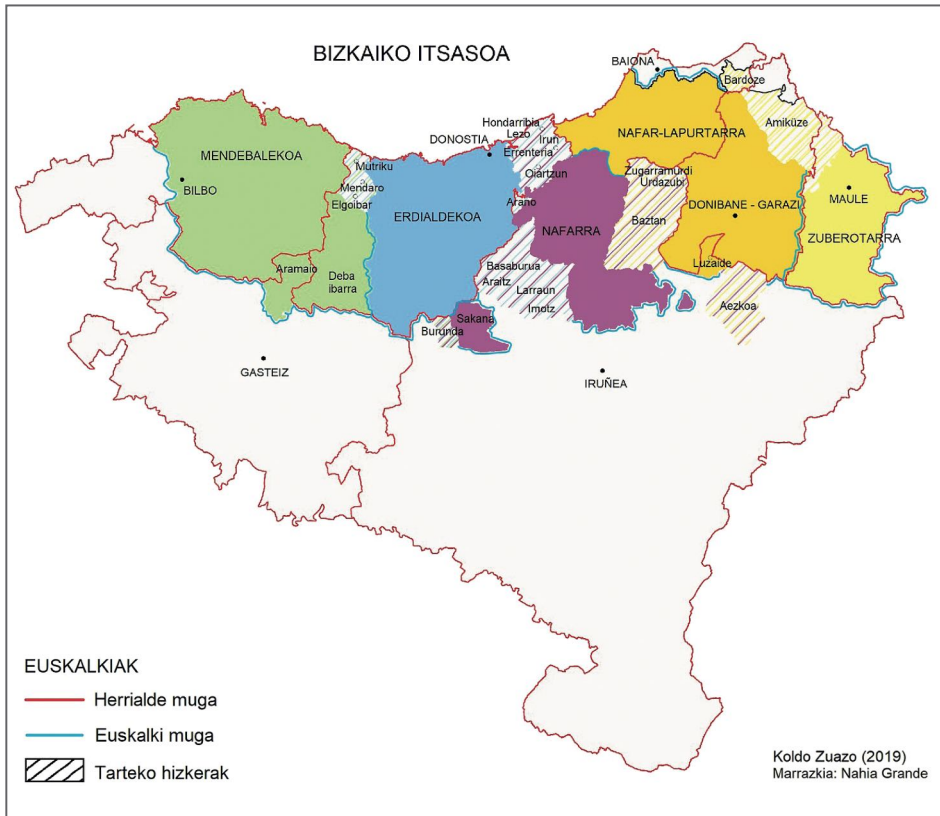 BIZKAIKO ITSASOA
BAIONA
Bardoze
Amiküze
Hondarribia
Lezo
Irun
DONOSTIA
Errenteria
NAFAR-LAPURTARRA
MENDEBALEKOA
Mutriku
Oiartzun
Zugarramurdi
Urdazubi
BILBO
Mendaro
MAULE
Elgoibar
Arano
ERDIALDEKOA
Baztan
DONIBANE - GARAZI
NAFARRA
ZUBEROTARRA
Aramaio
Deba
ibarra
Basaburua
Araitz
Larraun
Imotz
Luzaide
Aezkoa
Sakana
Burunda
GASTEIZ
IRUÑEA
EUSKALKIAK
Herrialde muga
Euskalki muga
Tarteko hizkerak
Koldo Zuazo (2019)
Marrazkia: Nahia Grande